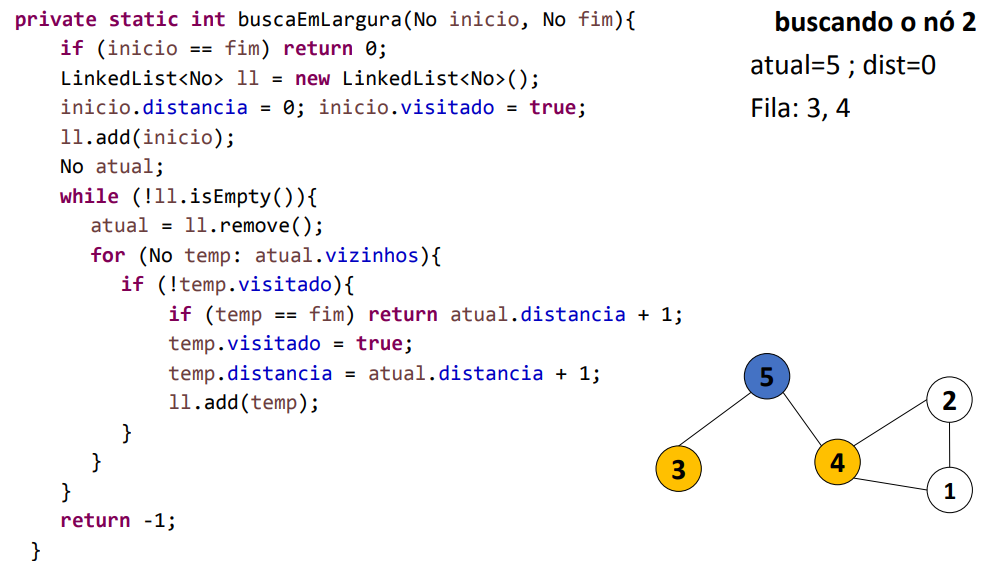 private static int buscaEmLargura(No inicio, No fim){
if (inicio == fim) return 0;
LinkedList<No> ll = new LinkedList<No>();
inicio.distancia = 0; inicio.visitado = true;
ll.add(inicio);
No atual;
while (!ll.isEmpty()){
atual = ll.remove();
for (No temp: atual.vizinhos){
if (!temp.visitado){
if (temp == fim) return atual.distancia + 1;
temp.visitado = true;
temp.distancia = atual.distancia + 1;
ll.add(temp);
}
}
}
return -1;
}
buscando o nó 2
atual=5 ; dist=0
Fila: 3, 4
5
2
4
3
1